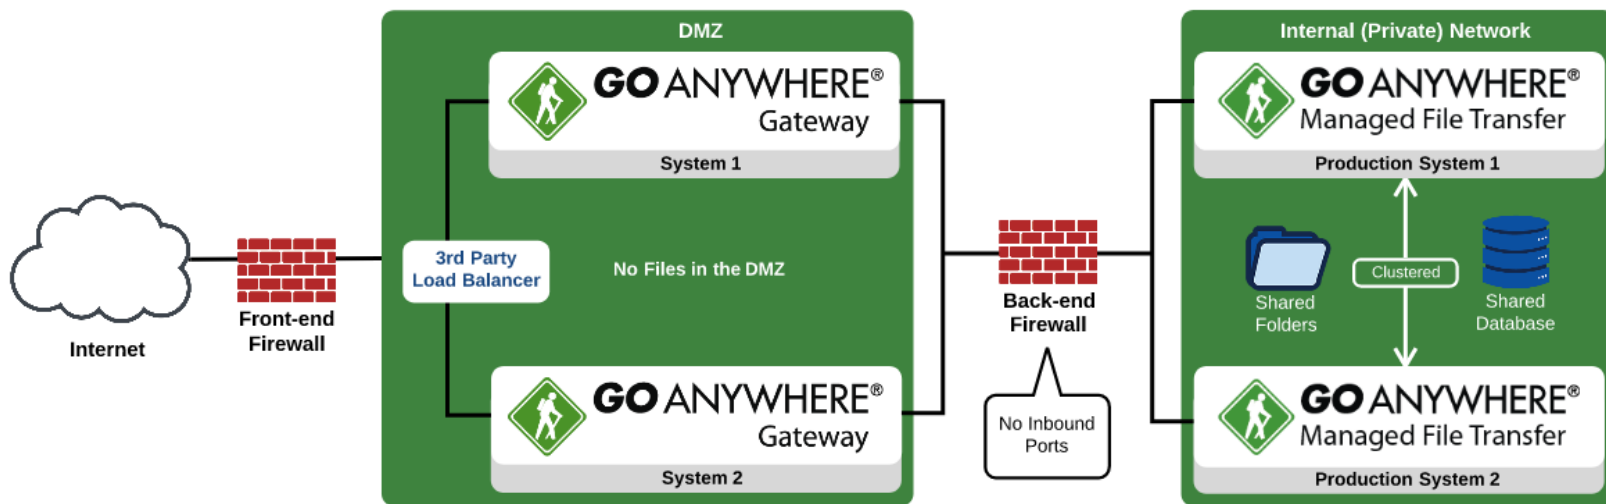 DMZ
Internal (Private) Network
GO ANYWHERE®
Gateway
System 1
GO ANYWHERE®
Managed File Transfer
Production System 1
3rd Party
Load Balancer
No Files in the DMZ
Internet
Front-end
Firewall
Back-end
Firewall
No Inbound
Ports
Shared
Folders
Clustered
Shared
Database
GO ANYWHERE®
Gateway
System 2
GO ANYWHERE®
Managed File Transfer
Production System 2